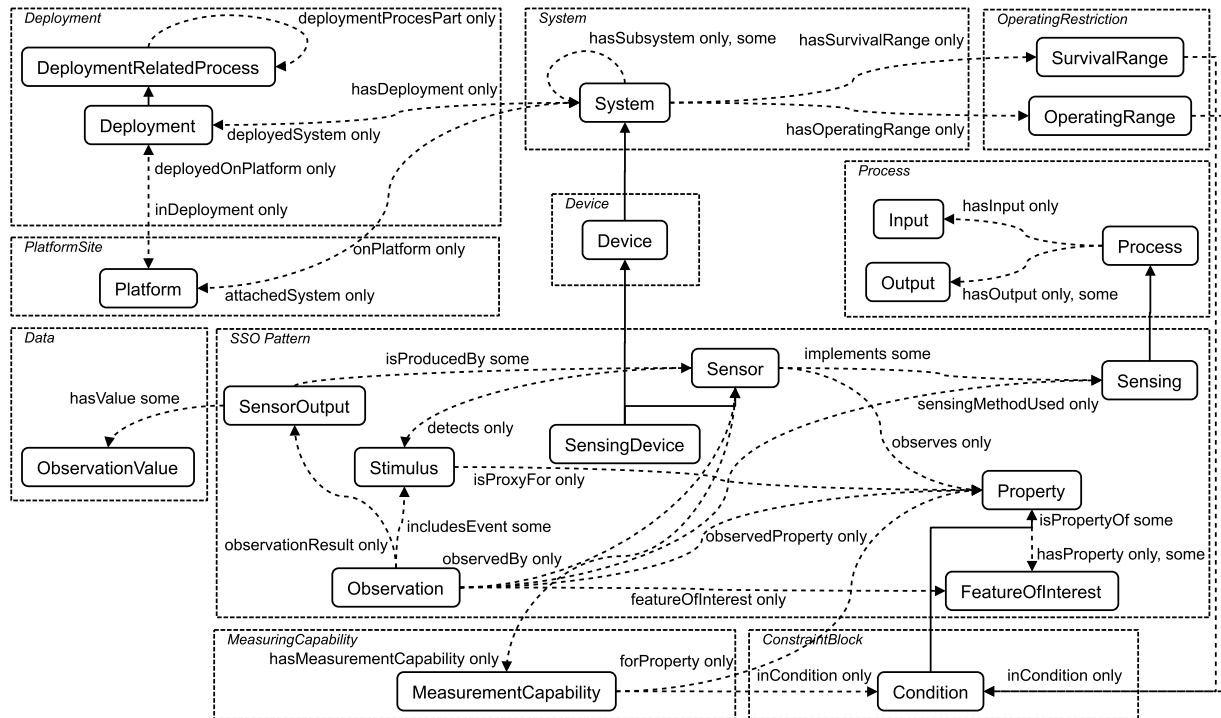 Deployment
deploymentProcesPart only
DeploymentRelatedProcess
Deployment
hasDeployment only
deployedSystem only
deployedOnPlatform only
inDeployment only
System
hasSubsystem only, some
hasSurvivalRange only
System
hasOperatingRange only
OperatingRestriction
SurvivalRange
OperatingRange
PlatformSite
onPlatform only
Platform
attachedSystem only
Device
Device
Process
hasInput only
Input
Process
Output
hasOutput only, some
Data
hasValue some
ObservationValue
SSO Pattern
isProducedBy some
Sensor
implements some
SensorOutput
Sensing
sensingMethodUsed only
detects only
SensingDevice
observes only
Stimulus
isProxyFor only
Property
includesEvent some
isPropertyOf some
observationResult only
observedBy only
observedProperty only
hasProperty only, some
Observation
featureOfInterest only
FeatureOfInterest
MeasuringCapability
hasMeasurementCapability only
forProperty only
MeasurementCapability
ConstraintBlock
inCondition only
Condition
inCondition only